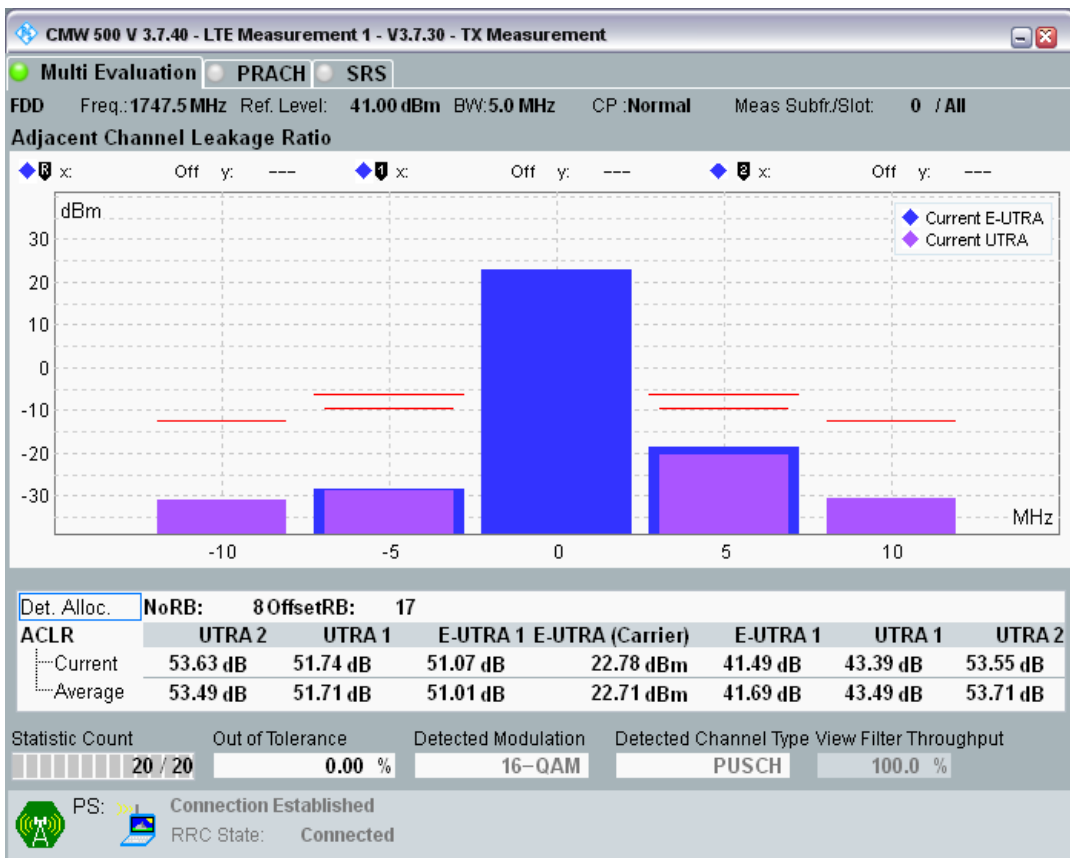 CMW 500 V 3.7.40 - LTE Measurement 1 - V3.7.30 - TX Measurement
Multi Evaluation PRACH SRS
FDD Freq.: 1747.5 MHz Ref. Level: 41.00 dBm BW: 5.0 MHz CP : Normal Meas Subfr./Slot: 0 / All
Adjacent Channel Leakage Ratio
R x: Off y: --- 1 x: Off y: --- 2 x: Off y: ---
dBm
Current E-UTRA
Current UTRA
30
20
10
0
-10
-20
-30
MHz
-10 -5 0 5 10
Det. Alloc. NoRB: 8 OffsetRB: 17
ACLR UTRA 2 UTRA 1 E-UTRA 1 E-UTRA (Carrier) E-UTRA 1 UTRA 1 UTRA 2
Current 53.63 dB 51.74 dB 51.07 dB 22.78 dBm 41.49 dB 43.39 dB 53.55 dB
Average 53.49 dB 51.71 dB 51.01 dB 22.71 dBm 41.69 dB 43.49 dB 53.71 dB
Statistic Count Out of Tolerance Detected Modulation Detected Channel Type View Filter Throughput
20 / 20 0.00 % 16-QAM PUSCH 100.0 %
PS: Connection Established
RRC State: Connected